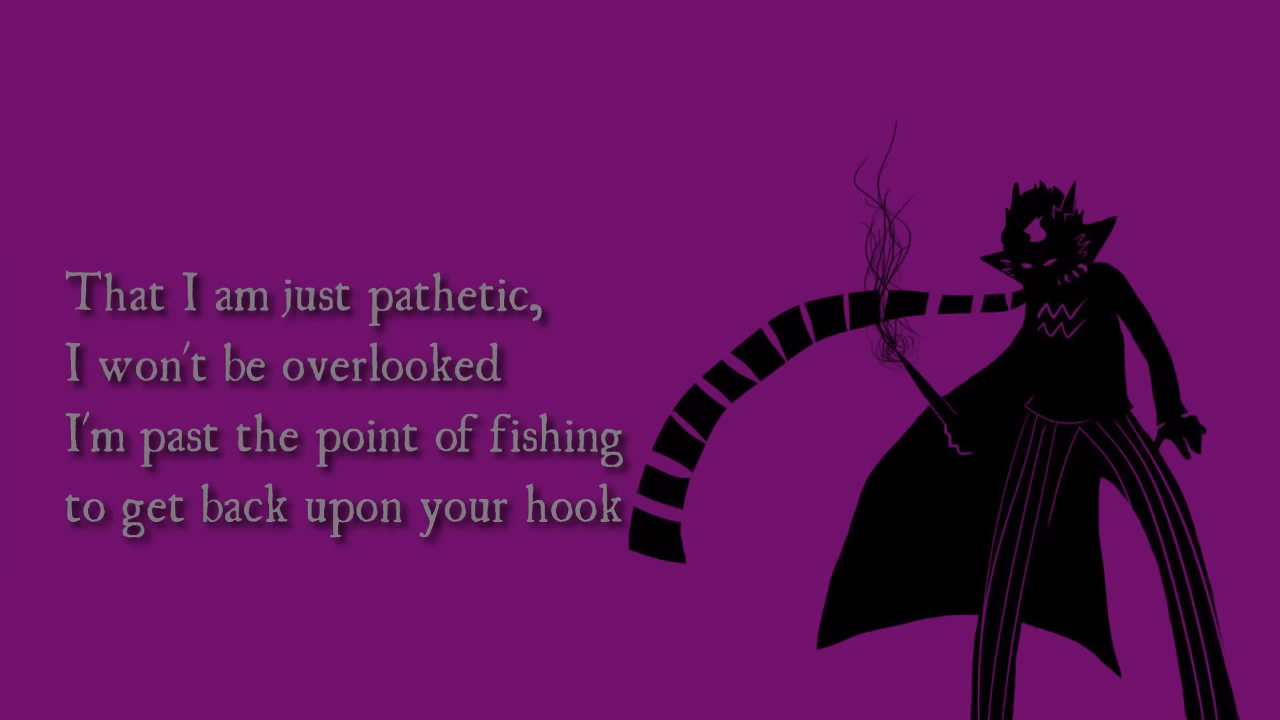 That I am just pathetic,
I won't be overlooked
I'm past the point of fishing
to get back upon your hook